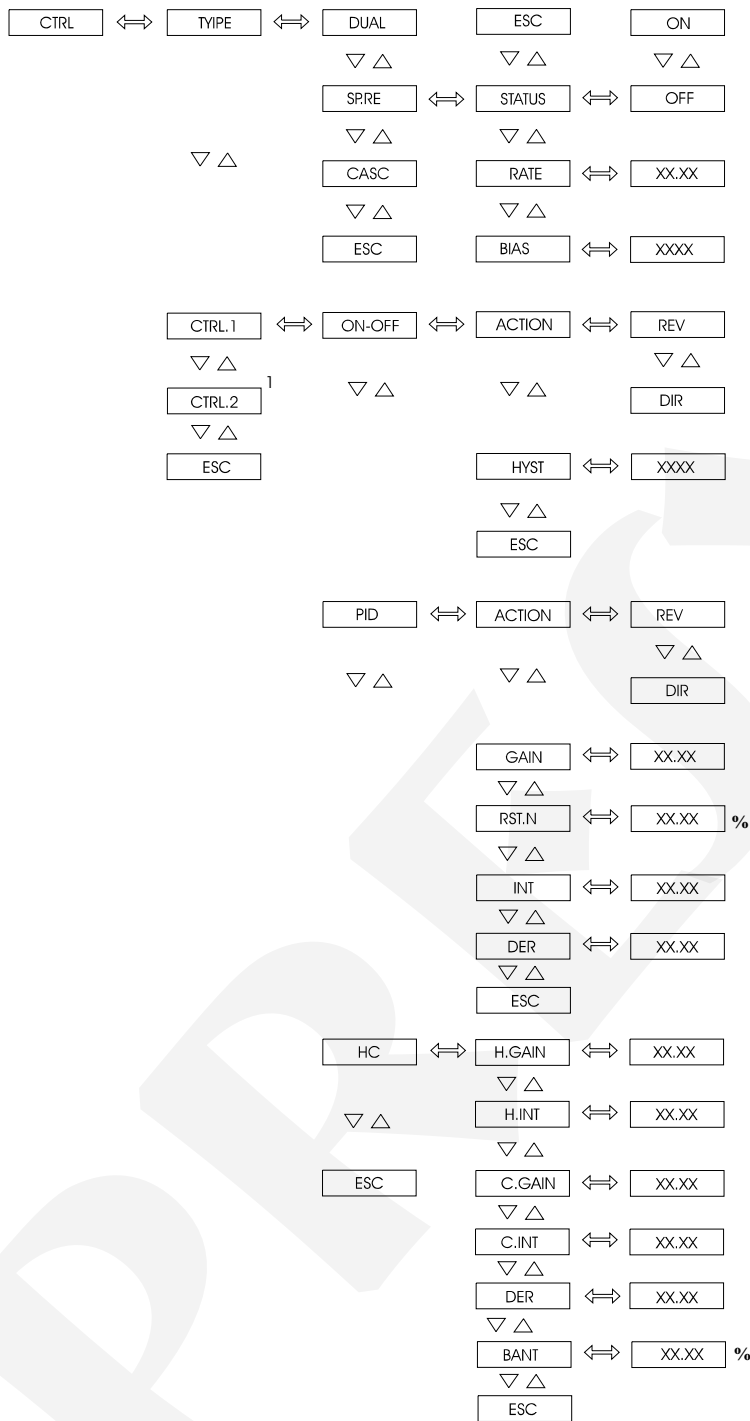 CTRL TYIPE DUAL ESC ON
SP.RE STATUS OFF
CASC RATE XX.XX
ESC BIAS XXXX
CTRL.1 ON-OFF ACTION REV
CTRL.2 1 DIR
ESC HYST XXXX
ESC
PID ACTION REV
DIR
GAIN XX.XX
RST.N XX.XX %
INT XX.XX
DER XX.XX
ESC
HC H.GAIN XX.XX
H.INT XX.XX
ESC C.GAIN XX.XX
C.INT XX.XX
DER XX.XX
BANT XX.XX %
ESC
PRES